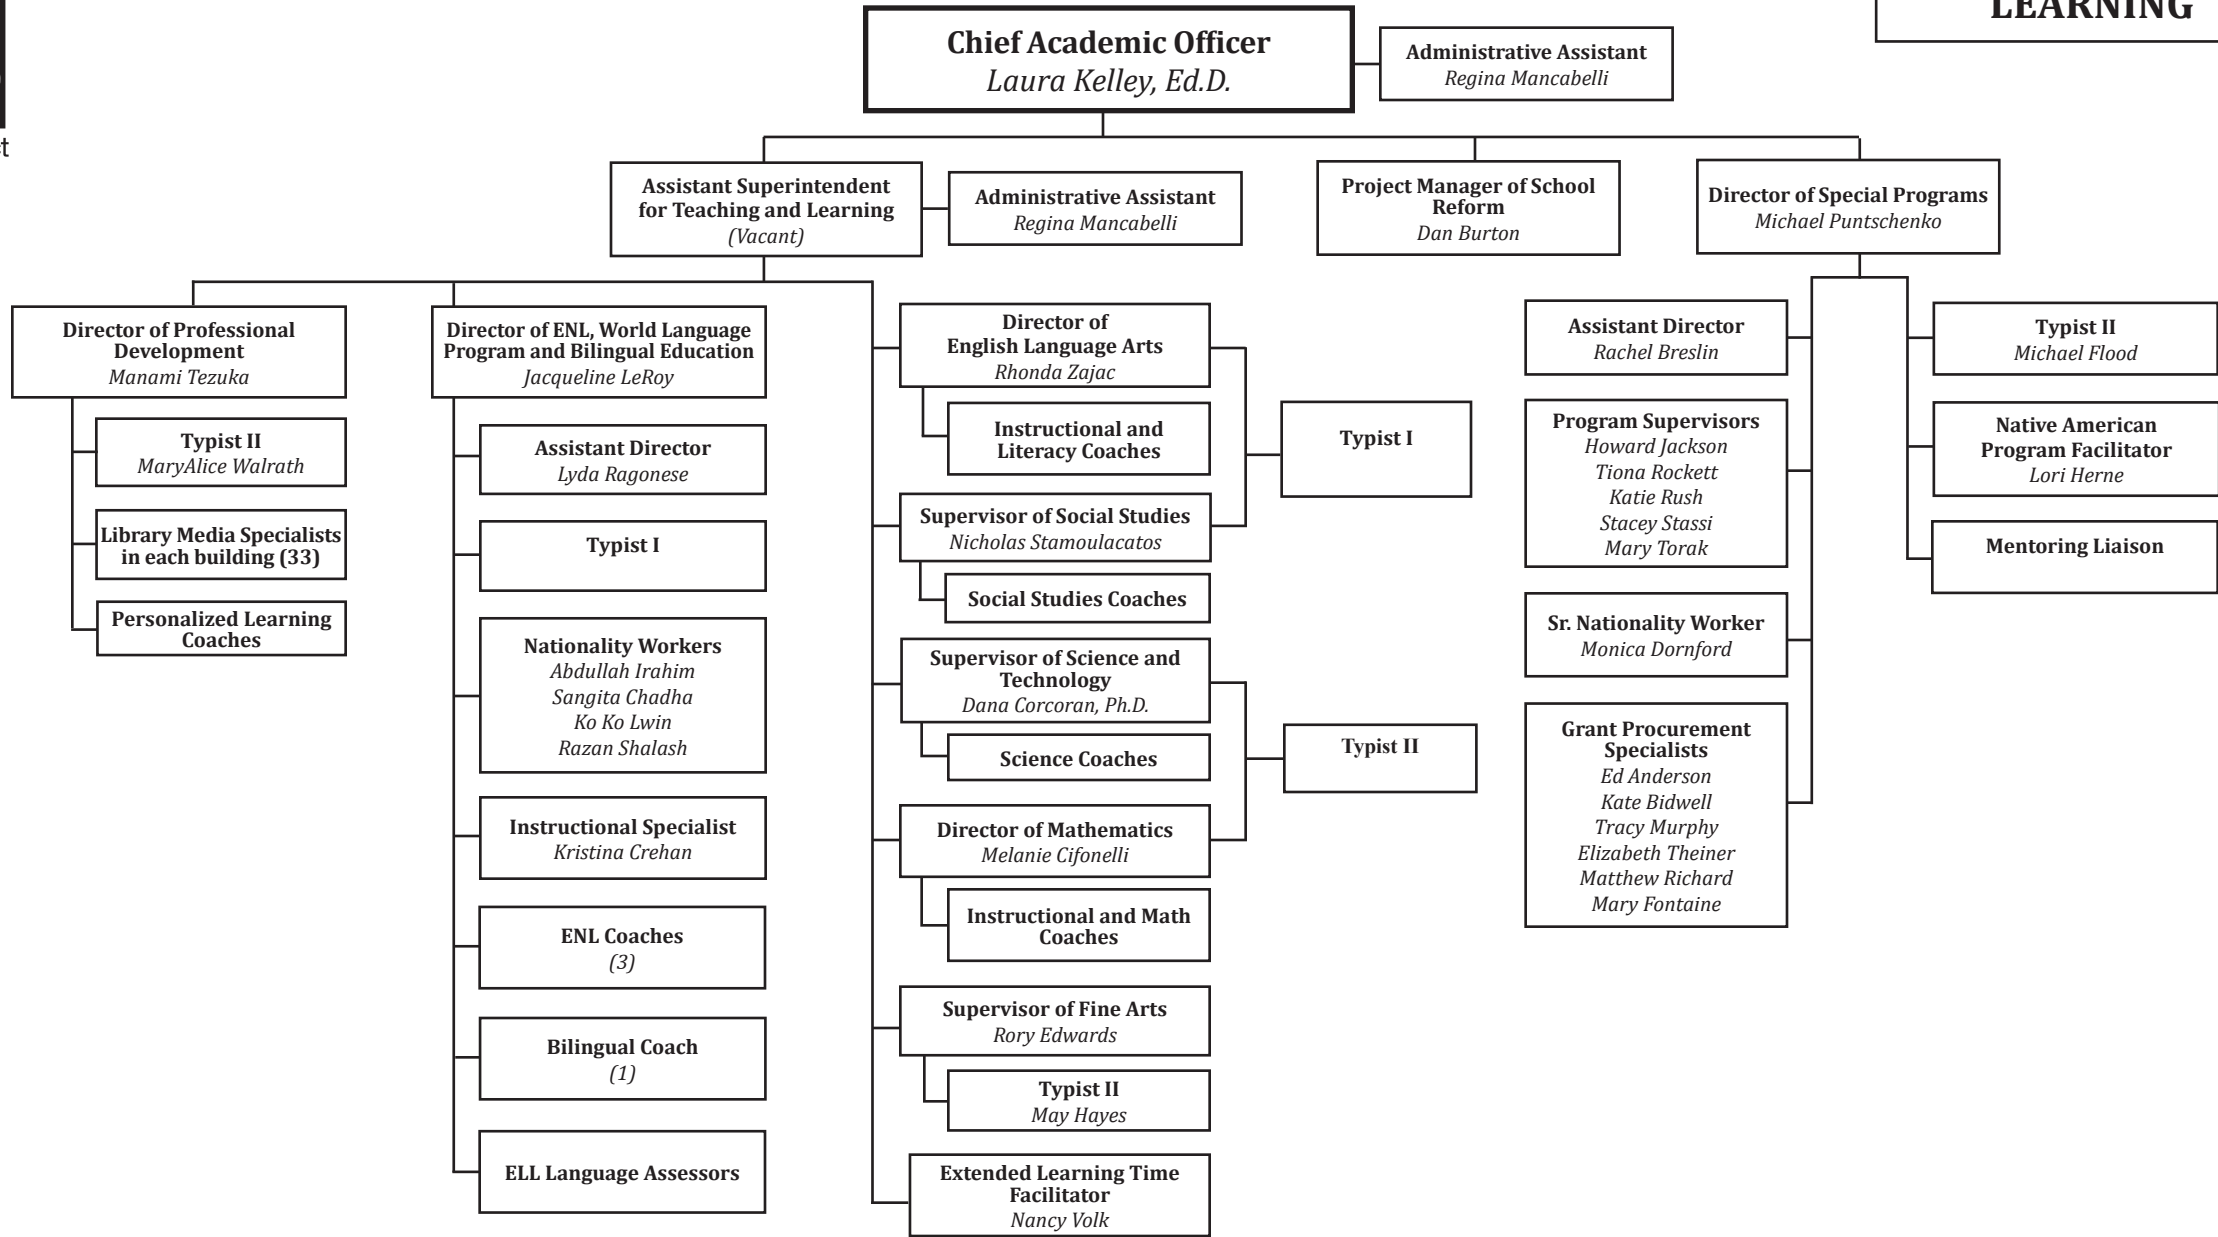 LEARNING
Chief Academic Officer
Laura Kelley, Ed.D.
Administrative Assistant
Regina Mancabelli
Assistant Superintendent
for Teaching and Learning
(Vacant)
Administrative Assistant
Regina Mancabelli
Project Manager of School
Reform
Dan Burton
Director of Special Programs
Michael Puntschenko
Director of Professional
Development
Manami Tezuka
Typist II
MaryAlice Walrath
Library Media Specialists
in each building (33)
Personalized Learning
Coaches
Director of ENL, World Language
Program and Bilingual Education
Jacqueline LeRoy
Assistant Director
Lyda Ragonese
Typist I
Nationality Workers
Abdullah Irahim
Sangita Chadha
Ko Ko Lwin
Razan Shalash
Instructional Specialist
Kristina Crehan
ENL Coaches
(3)
Bilingual Coach
(1)
ELL Language Assessors
Director of
English Language Arts
Rhonda Zajac
Instructional and
Literacy Coaches
Supervisor of Social Studies
Nicholas Stamoulacatos
Social Studies Coaches
Typist I
Supervisor of Science and
Technology
Dana Corcoran, Ph.D.
Science Coaches
Director of Mathematics
Melanie Cifonelli
Instructional and Math
Coaches
Typist II
Supervisor of Fine Arts
Rory Edwards
Typist II
May Hayes
Extended Learning Time
Facilitator
Nancy Volk
Assistant Director
Rachel Breslin
Program Supervisors
Howard Jackson
Tiona Rockett
Katie Rush
Stacey Stassi
Mary Torak
Sr. Nationality Worker
Monica Dornford
Grant Procurement
Specialists
Ed Anderson
Kate Bidwell
Tracy Murphy
Elizabeth Theiner
Matthew Richard
Mary Fontaine
Typist II
Michael Flood
Native American
Program Facilitator
Lori Herne
Mentoring Liaison